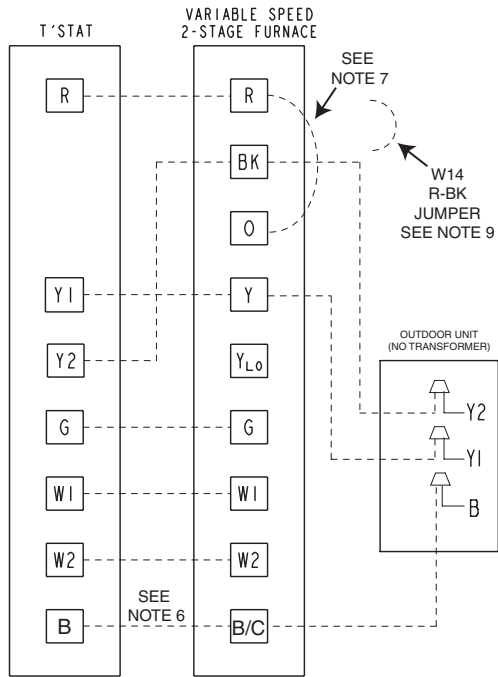 T'STAT
VARIABLE SPEED
2-STAGE FURNACE
R
R
SEE
NOTE 7
BK
W14
R-BK
JUMPER
SEE NOTE 9
O
Y1
Y
OUTDOOR UNIT
(NO TRANSFORMER)
Y2
YLO
Y2
G
G
Y1
W1
W1
B
W2
W2
SEE
NOTE 6
B
B/C